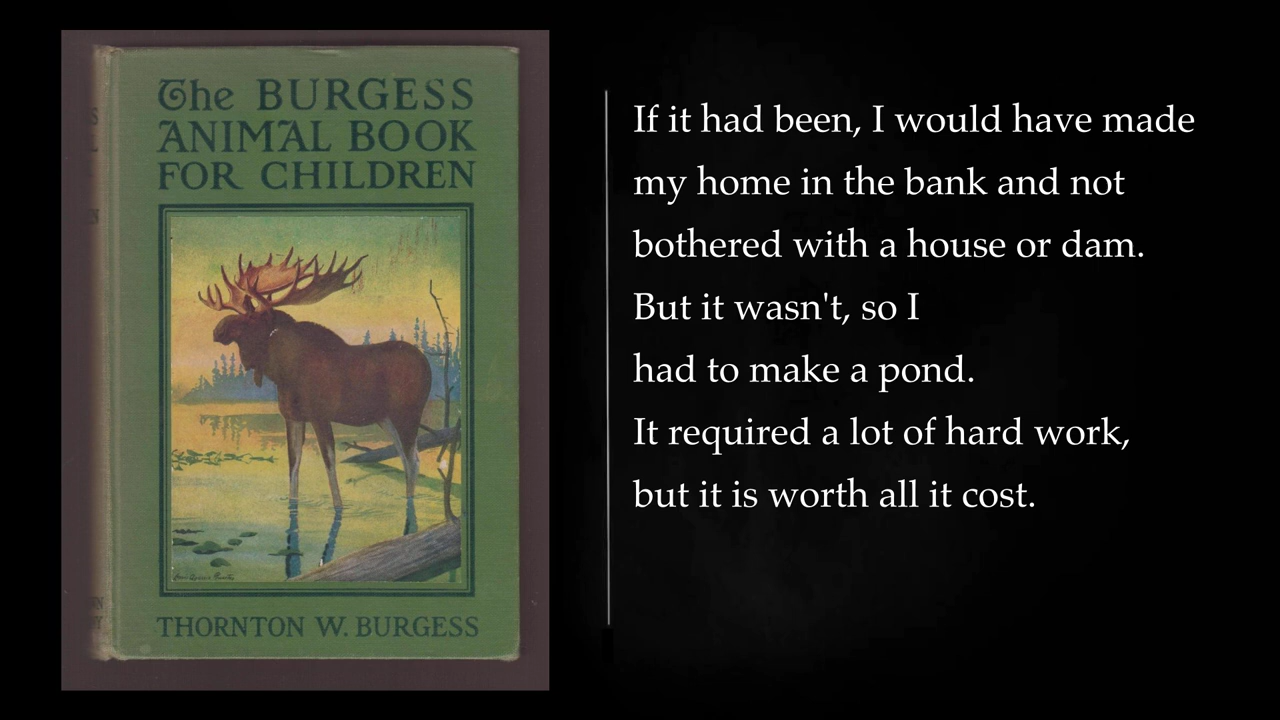 The BURGESS
ANIMAL BOOK
FOR CHILDREN
THORNTON W. BURGESS
If it had been, I would have made
my home in the bank and not
bothered with a house or dam.
But it wasn't, so I
had to make a pond.
It required a lot of hard work,
but it is worth all it cost.